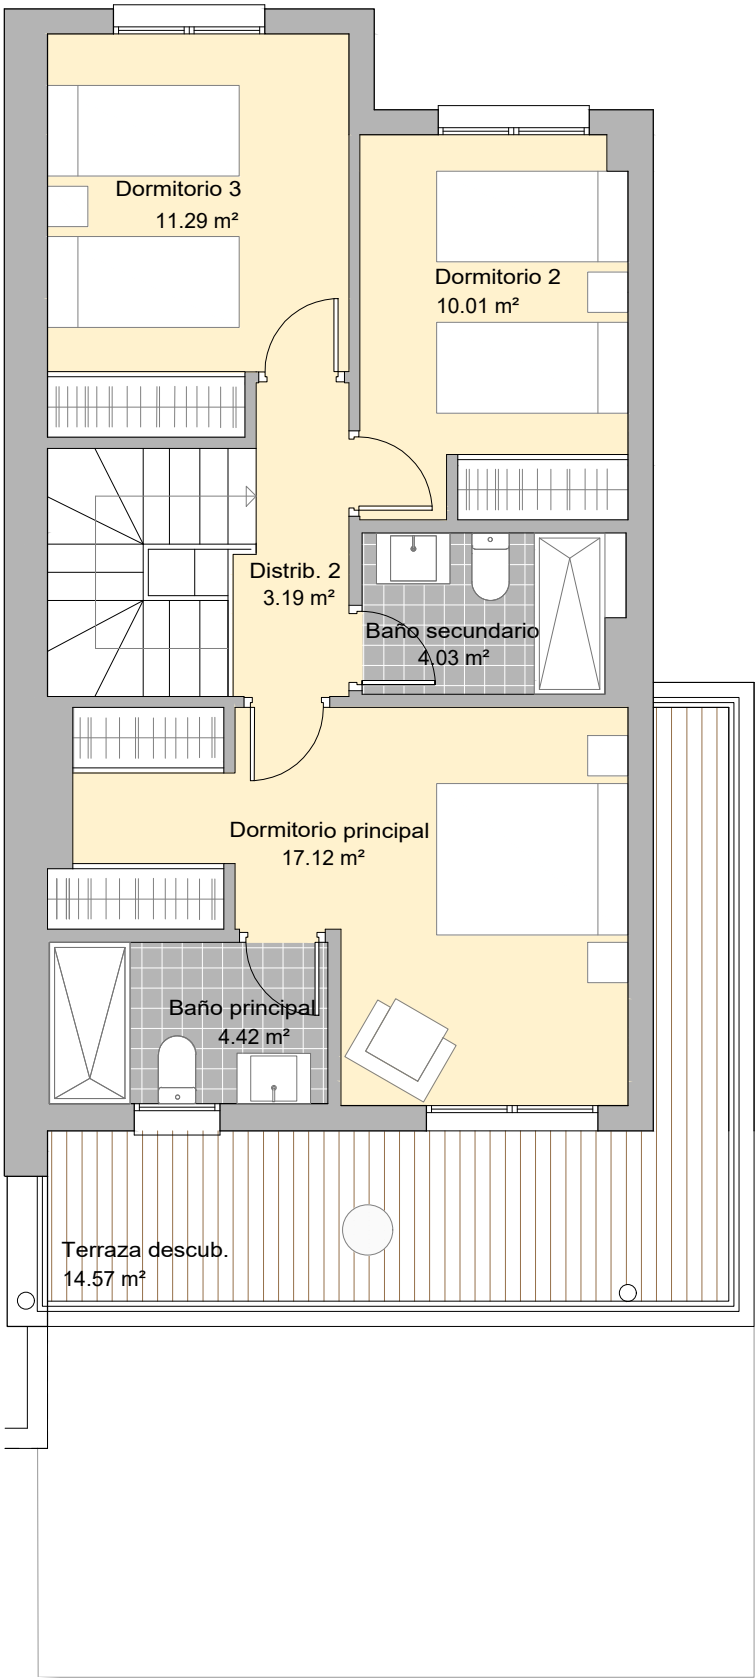 Dormitorio 3
11.29 m²
Dormitorio 2
10.01 m²
Distrib. 2
3.19 m²
Baño secundario
4.03 m²
Dormitorio principal
17.12 m²
Baño principal
4.42 m²
Terraza descub.
14.57 m²